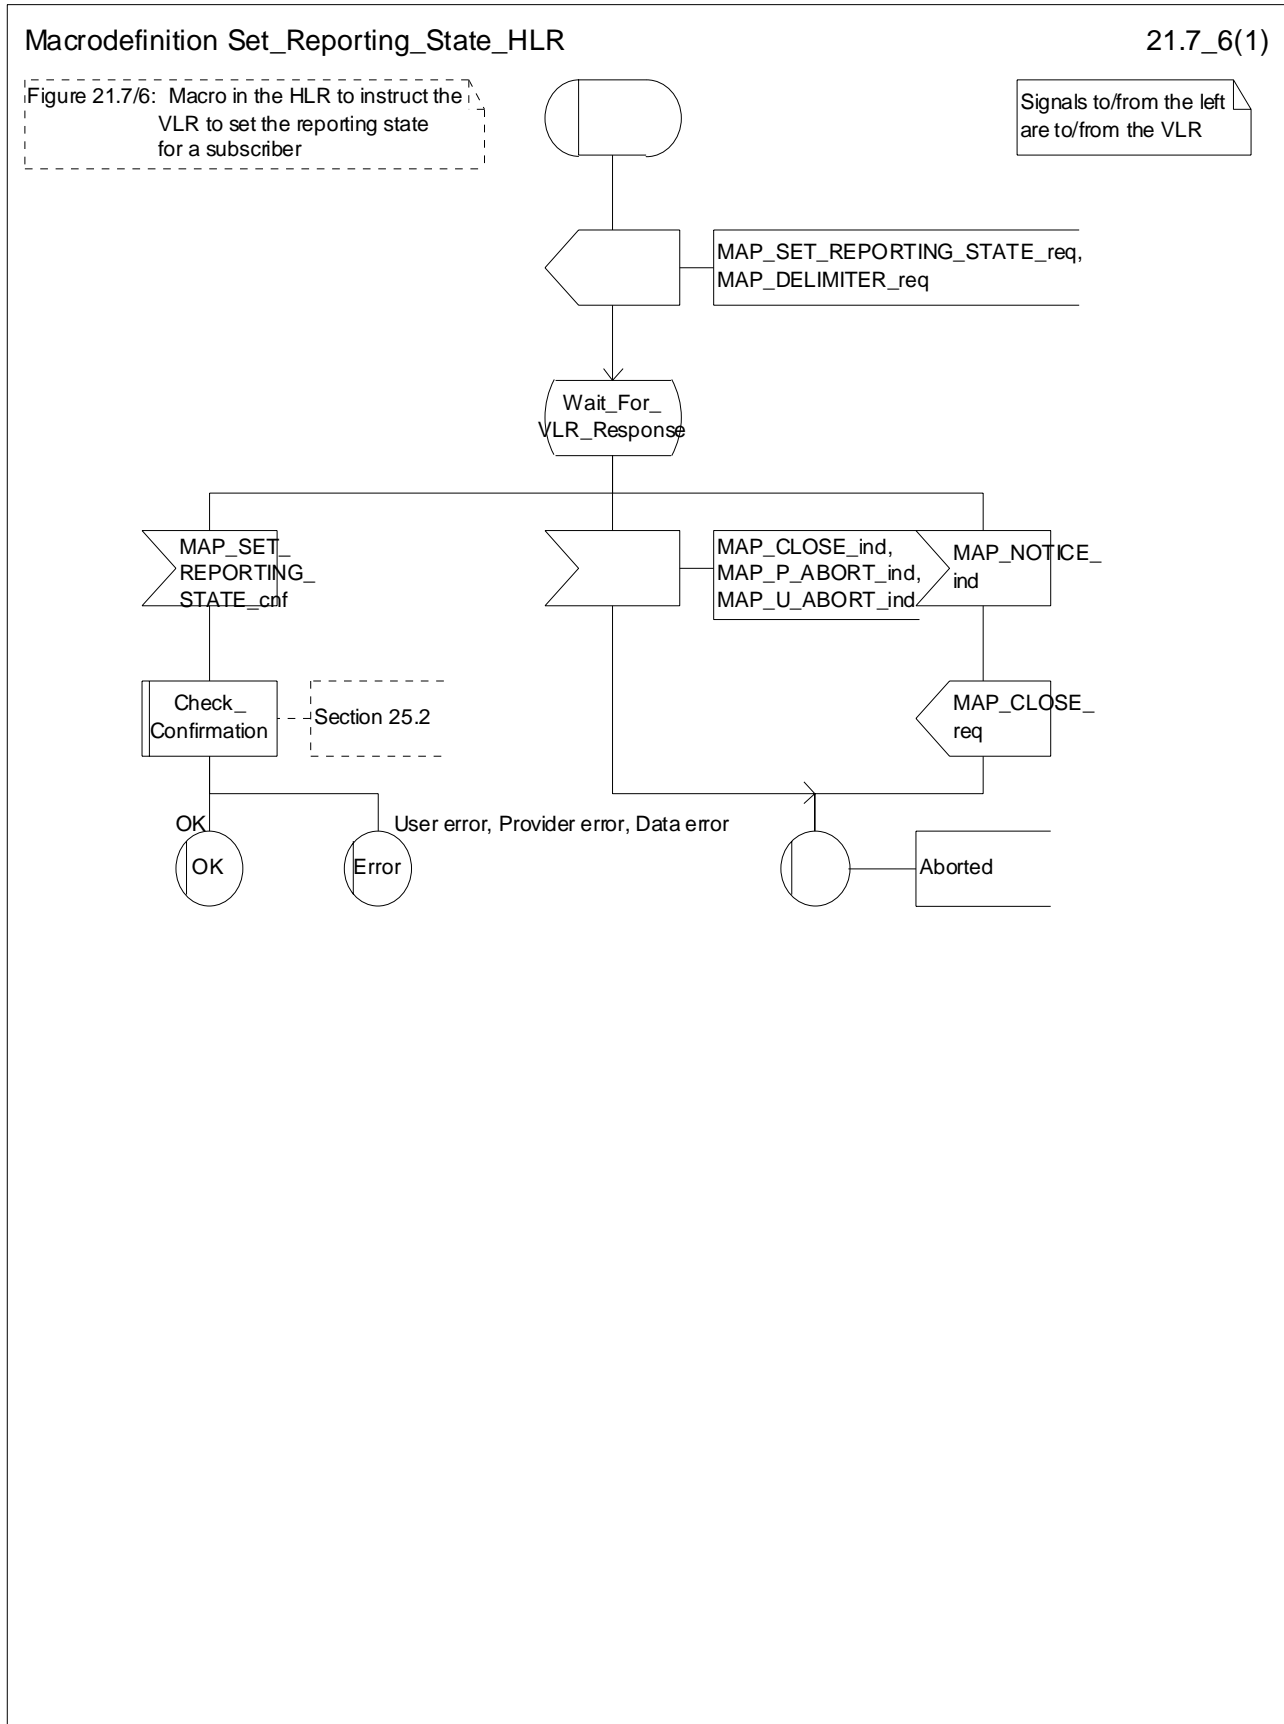 Macrodefinition Set_Reporting_State_HLR
21.7_6(1)
Figure 21.7/6: Macro in the HLR to instruct the
VLR to set the reporting state
for a subscriber
Signals to/from the left
are to/from the VLR
MAP_SET_REPORTING_STATE_req,
MAP_DELIMITER_req
Wait_For_
VLR_Response
MAP_SET_
REPORTING_
STATE_cnf
MAP_CLOSE_ind,
MAP_P_ABORT_ind,
MAP_U_ABORT_ind
MAP_NOTICE_
ind
Check_
Confirmation
Section 25.2
MAP_CLOSE_
req
OK
User error, Provider error, Data error
OK
Error
Aborted